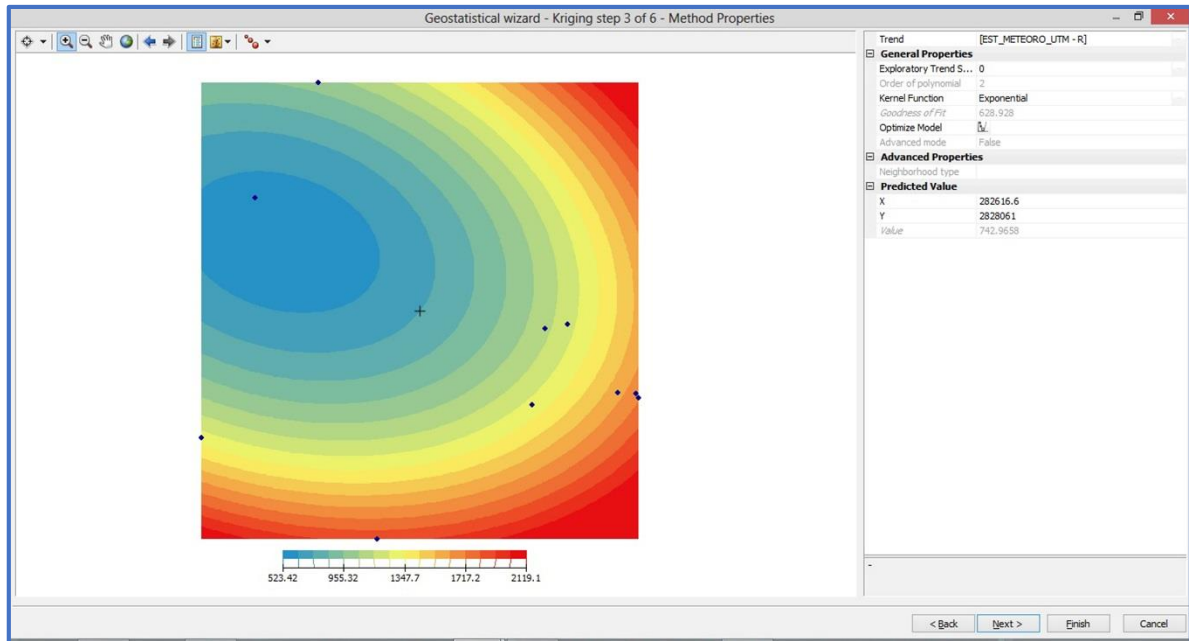 Geostatistical wizard - Kriging step 3 of 6 - Method Properties
Trend [EST_METEORO_UTM - R]
General Properties
Exploratory Trend S... 0
Order of polynomial 2
Kernel Function Exponential
Goodness of Fit 628.928
Optimize Model
Advanced mode False
Advanced Properties
Neighborhood type
Predicted Value
X 282616.6
Y 2828061
Value 742.9658
523.42 955.32 1347.7 1717.2 2119.1
-
< Back Next > Finish Cancel